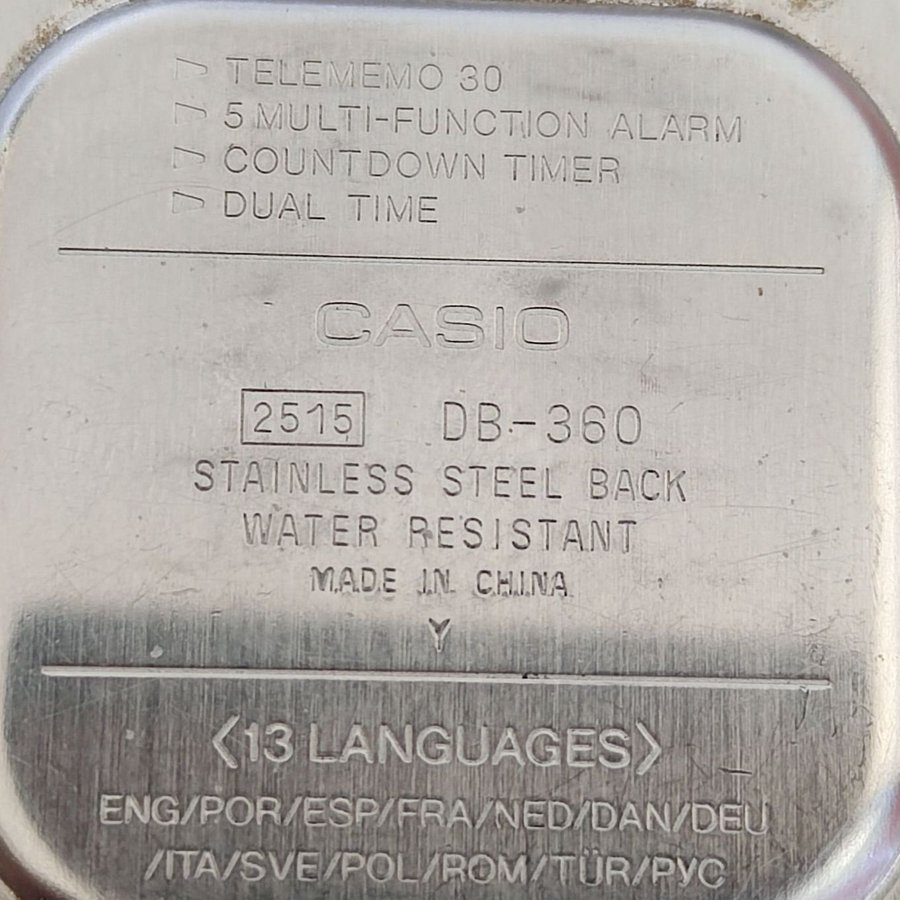 TELEMEMO 30
5 MULTI-FUNCTION ALARM
COUNTDOWN TIMER
DUAL TIME
CASIO
2515 DB-360
STAINLESS STEEL BACK
WATER RESISTANT
MADE IN CHINA
Y
<13 LANGUAGES>
ENG/POR/ESP/FRA/NED/DAN/DEU
/ITA/SVE/POL/ROM/TÜR/РУС